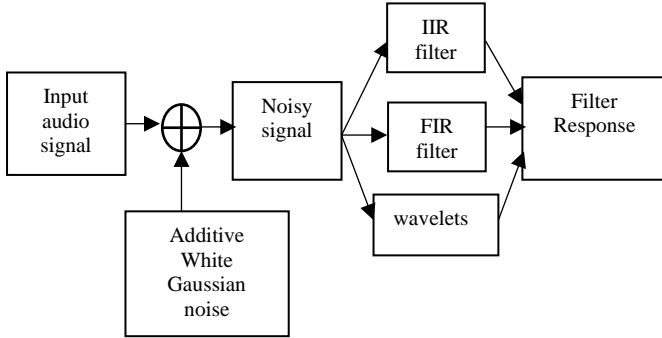 Input
audio
signal
Additive
White
Gaussian
noise
Noisy
signal
IIR
filter
FIR
filter
wavelets
Filter
Response